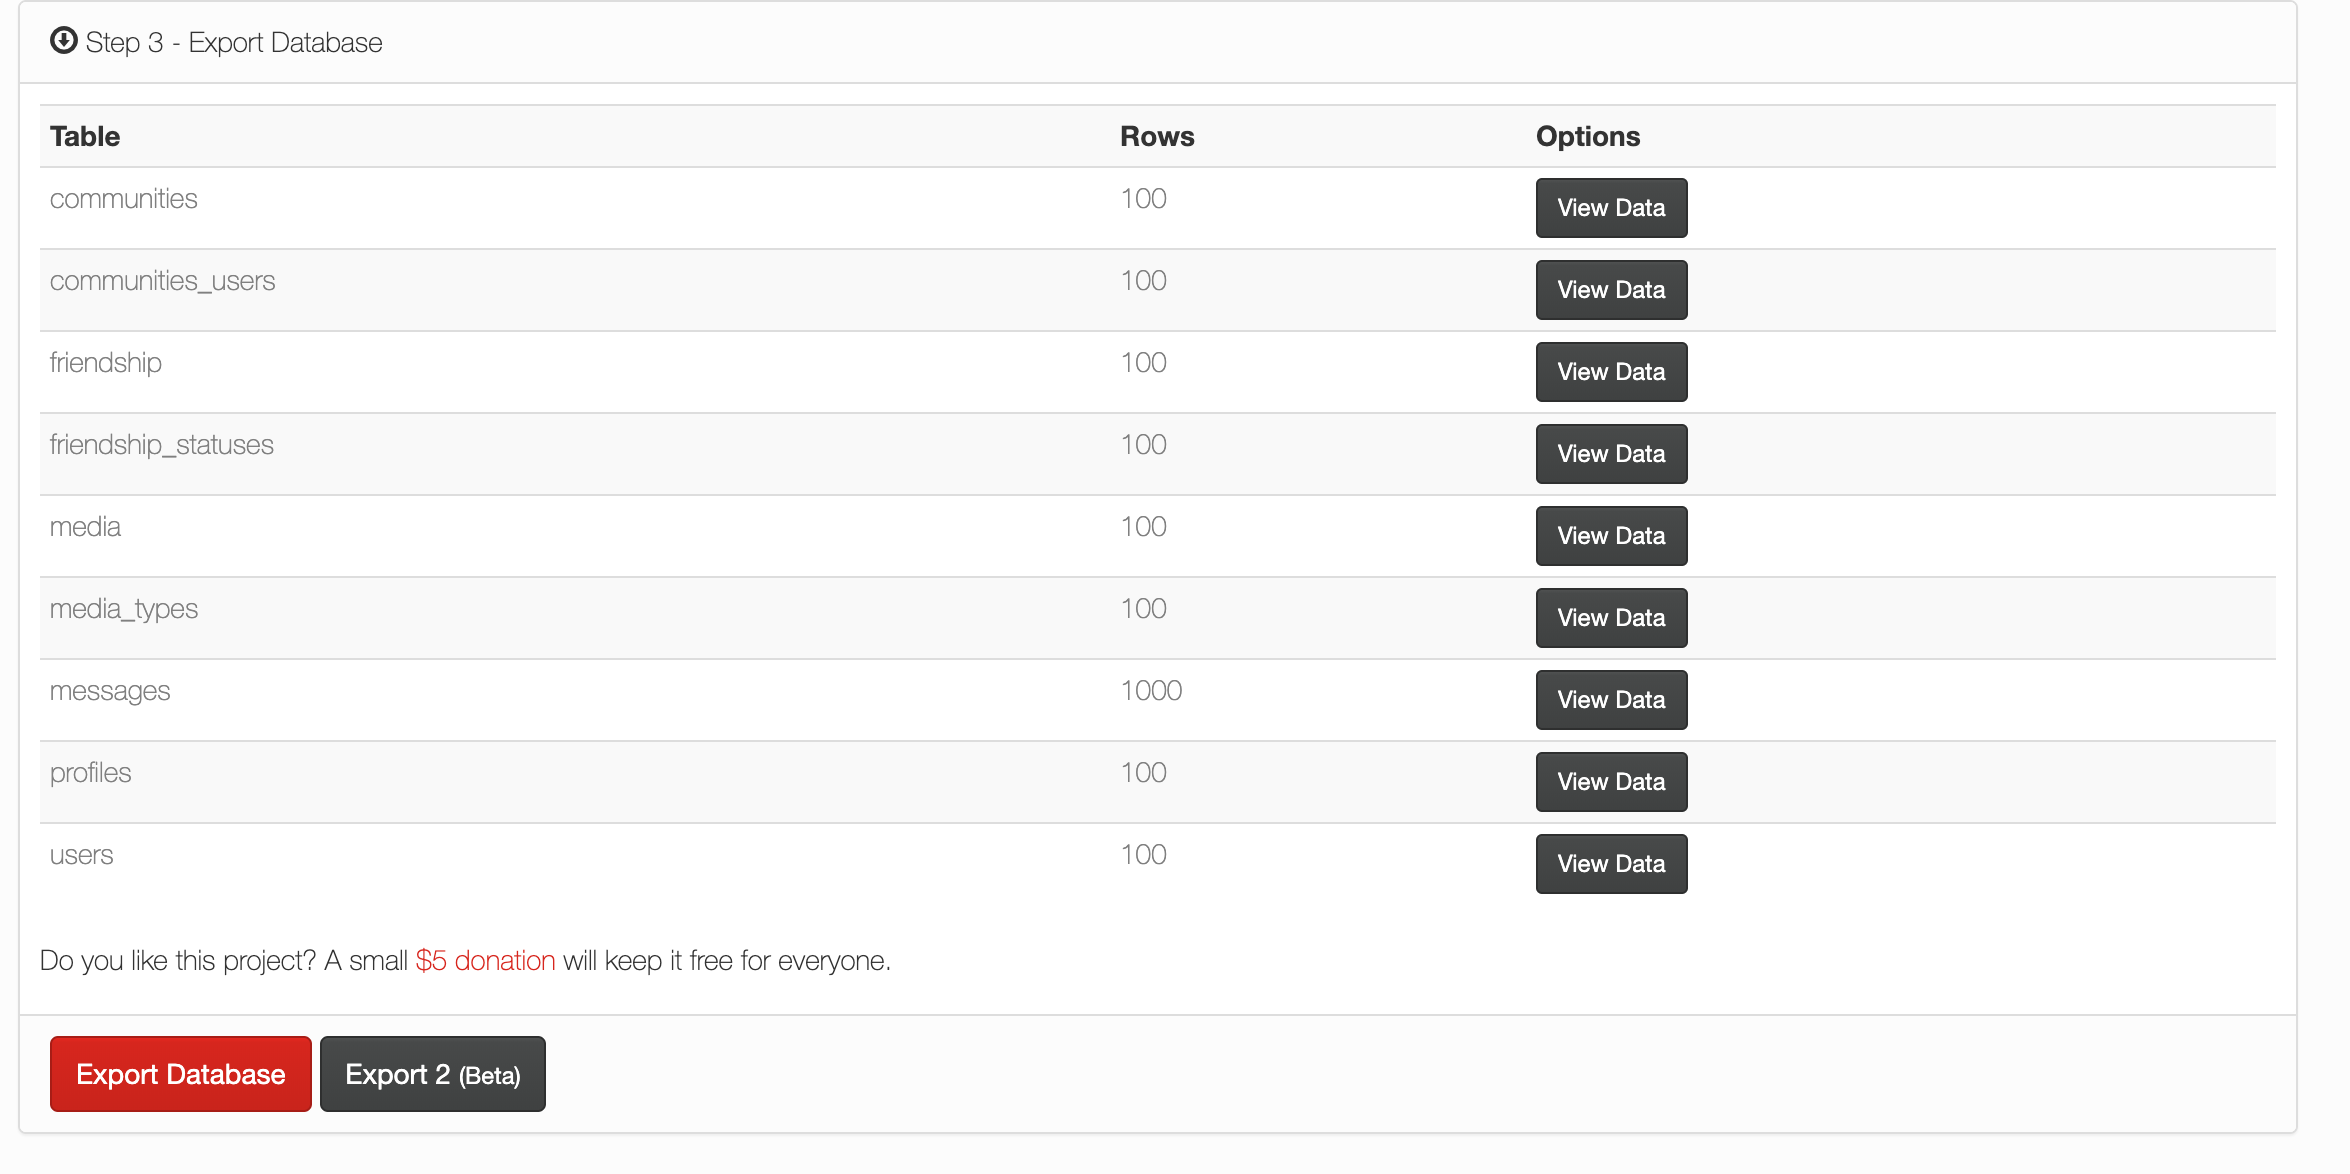 Step 3 - Export Database
Table Rows Options
communities 100 View Data
communities_users 100 View Data
friendship 100 View Data
friendship_statuses 100 View Data
media 100 View Data
media_types 100 View Data
messages 1000 View Data
profiles 100 View Data
users 100 View Data
Do you like this project? A small $5 donation will keep it free for everyone.
Export Database Export 2 (Beta)